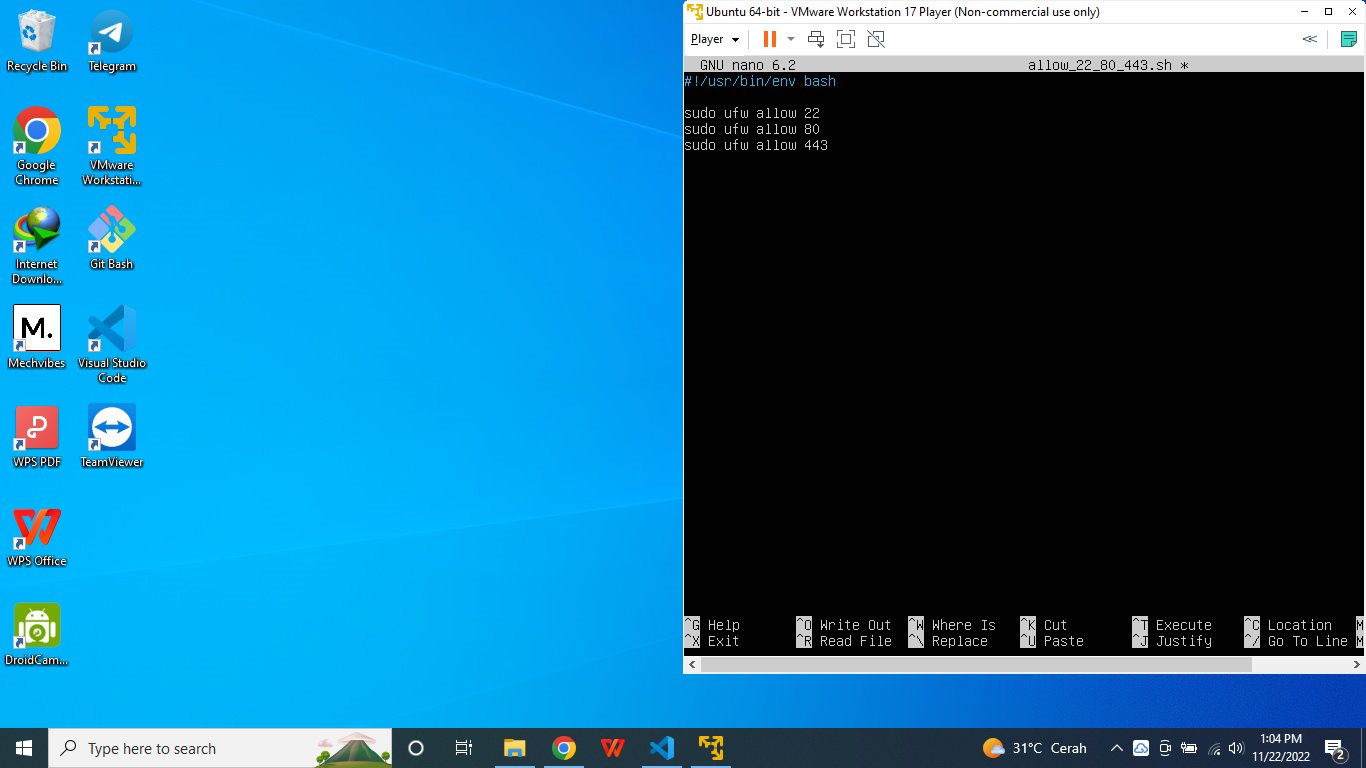 Recycle Bin
Telegram
Google
Chrome
VMware
Workstati...
Internet
Downlo...
Git Bash
M.
Mechvibes
Visual Studio
Code
WPS PDF
TeamViewer
WPS Office
DroidCam...
Ubuntu 64-bit - VMware Workstation 17 Player (Non-commercial use only)
Player
GNU nano 6.2 allow_22_80_443.sh *
#!/usr/bin/env bash
sudo ufw allow 22
sudo ufw allow 80
sudo ufw allow 443
^G Help ^O Write Out ^W Where Is ^K Cut ^T Execute ^C Location M
^X Exit ^R Read File ^\ Replace ^U Paste ^J Justify ^/ Go To Line M
Type here to search
31°C Cerah
1:04 PM
11/22/2022
2